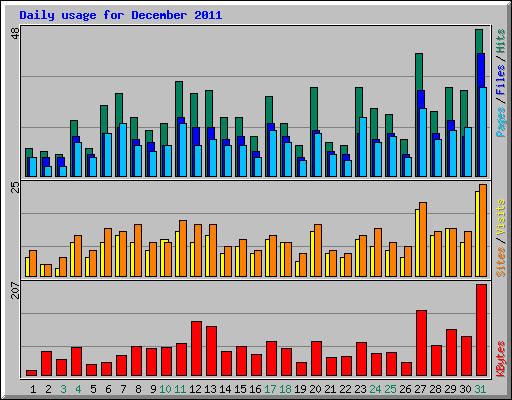 Daily usage for December 2011
48
Pages / Files / Hits
25
Sites / Visits
207
KBytes
1 2 3 4 5 6 7 8 9 10 11 12 13 14 15 16 17 18 19 20 21 22 23 24 25 26 27 28 29 30 31